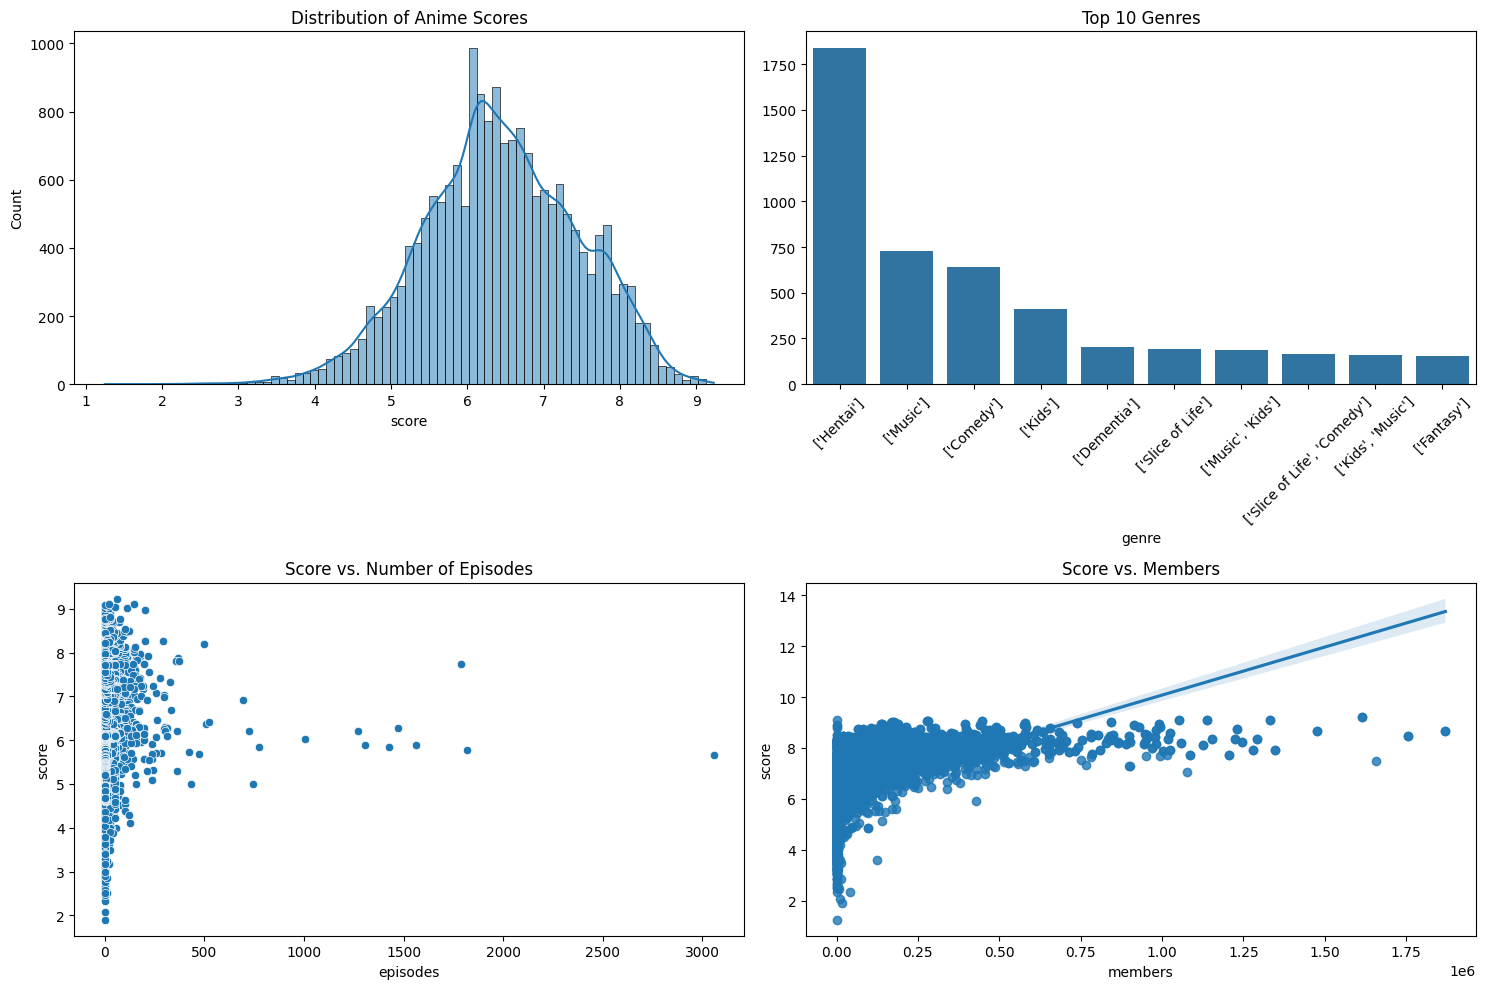 Distribution of Anime Scores
1000
800
600
400
200
0
Count
1 2 3 4 5 6 7 8 9
score
Top 10 Genres
1750
1500
1250
1000
750
500
250
0
['Hentai']
['Music']
['Comedy']
['Kids']
['Dementia']
['Slice of Life']
['Music', 'Kids']
['Slice of Life', 'Comedy']
['Kids', 'Music']
['Fantasy']
genre
Score vs. Number of Episodes
9
8
7
6
5
4
3
2
score
0 500 1000 1500 2000 2500 3000
episodes
Score vs. Members
14
12
10
8
6
4
2
score
0.00 0.25 0.50 0.75 1.00 1.25 1.50 1.75
1e6
members